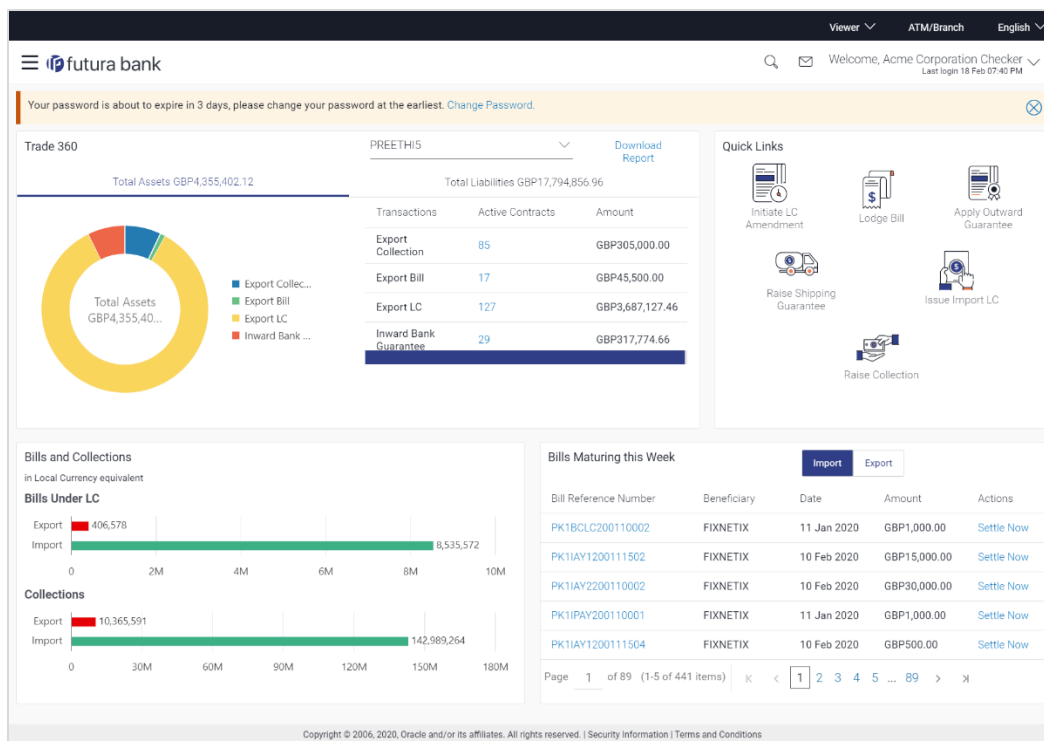 Viewer ATM/Branch English
futura bank
Welcome, Acme Corporation Checker
Last login 18 Feb 07:40 PM
Your password is about to expire in 3 days, please change your password at the earliest. Change Password.
Trade 360
PREETHI5
Download
Report
Total Assets GBP4,355,402.12
Total Liabilities GBP17,794,856.96
Total Assets
GBP4,355,40...
Export Collec...
Export Bill
Export LC
Inward Bank ...
Transactions Active Contracts Amount
Export
Collection 85 GBP305,000.00
Export Bill 17 GBP45,500.00
Export LC 127 GBP3,687,127.46
Inward Bank
Guarantee 29 GBP317,774.66
Quick Links
Initiate LC
Amendment
Lodge Bill
Apply Outward
Guarantee
Raise Shipping
Guarantee
Issue Import LC
Raise Collection
Bills and Collections
in Local Currency equivalent
Bills Under LC
Export 406,578
Import 8,535,572
0 2M 4M 6M 8M 10M
Collections
Export 10,365,591
Import 142,989,264
0 30M 60M 90M 120M 150M 180M
Bills Maturing this Week
Import Export
Bill Reference Number Beneficiary Date Amount Actions
PK1BCLC200110002 FIXNETIX 11 Jan 2020 GBP1,000.00 Settle Now
PK1IAY1200111502 FIXNETIX 10 Feb 2020 GBP15,000.00 Settle Now
PK1IAY2200110002 FIXNETIX 10 Feb 2020 GBP30,000.00 Settle Now
PK1IPAY200110001 FIXNETIX 11 Jan 2020 GBP1,000.00 Settle Now
PK1IAY1200111504 FIXNETIX 10 Feb 2020 GBP500.00 Settle Now
Page 1 of 89 (1-5 of 441 items) 1 2 3 4 5 ... 89
Copyright © 2006, 2020, Oracle and/or its affiliates. All rights reserved. | Security Information | Terms and Conditions